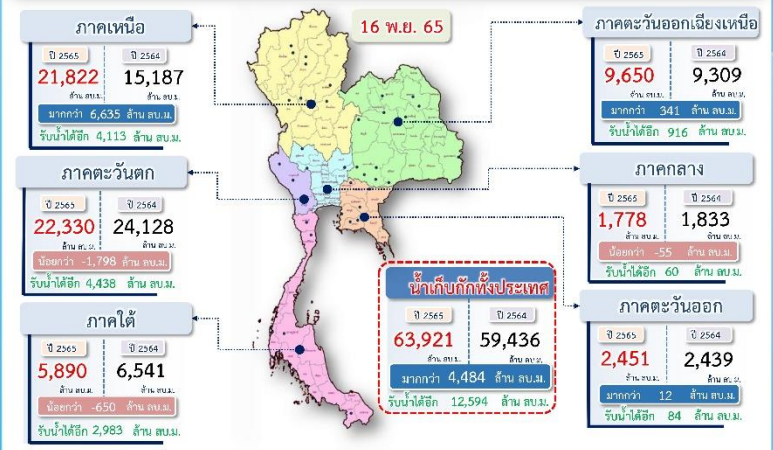 16 พ.ย. 65
ภาคเหนือ
ปี 2565 ปี 2564
21,822 15,187
ล้าน ลบ.ม. ล้าน ลบ.ม.
มากกว่า 6,635 ล้าน ลบ.ม.
รับน้ำได้อีก 4,113 ล้าน ลบ.ม.
ภาคตะวันตก
ปี 2565 ปี 2564
22,330 24,128
ล้าน ลบ.ม. ล้าน ลบ.ม.
น้อยกว่า -1,798 ล้าน ลบ.ม.
รับน้ำได้อีก 4,438 ล้าน ลบ.ม.
ภาคใต้
ปี 2565 ปี 2564
5,890 6,541
ล้าน ลบ.ม. ล้าน ลบ.ม.
น้อยกว่า -650 ล้าน ลบ.ม.
รับน้ำได้อีก 2,983 ล้าน ลบ.ม.
น้ำเก็บกักทั้งประเทศ
ปี 2565 ปี 2564
63,921 59,436
ล้าน ลบ.ม. ล้าน ลบ.ม.
มากกว่า 4,484 ล้าน ลบ.ม.
รับน้ำได้อีก 12,594 ล้าน ลบ.ม.
ภาคตะวันออกเฉียงเหนือ
ปี 2565 ปี 2564
9,650 9,309
ล้าน ลบ.ม. ล้าน ลบ.ม.
มากกว่า 341 ล้าน ลบ.ม.
รับน้ำได้อีก 916 ล้าน ลบ.ม.
ภาคกลาง
ปี 2565 ปี 2564
1,778 1,833
ล้าน ลบ.ม. ล้าน ลบ.ม.
น้อยกว่า -55 ล้าน ลบ.ม.
รับน้ำได้อีก 60 ล้าน ลบ.ม.
ภาคตะวันออก
ปี 2565 ปี 2564
2,451 2,439
ล้าน ลบ.ม. ล้าน ลบ.ม.
มากกว่า 12 ล้าน ลบ.ม.
รับน้ำได้อีก 84 ล้าน ลบ.ม.